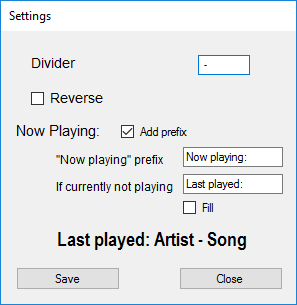 Settings
Divider -
Reverse
Now Playing: Add prefix
"Now playing" prefix Now playing:
If currently not playing Last played:
Fill
Last played: Artist - Song
Save Close